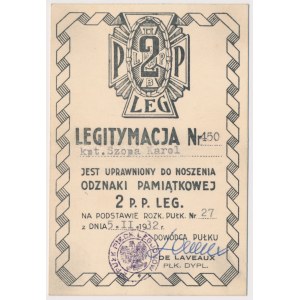 P 2 P
LEG
LEGITYMACJA Nr 450
kpt. Szopa Karol
JEST UPRAWNIONY DO NOSZENIA
ODZNAKI PAMIĄTKOWEJ
2 P. P. LEG.
NA PODSTAWIE ROZK. PUŁK. Nr 27
z DNIA 5.II.1932 r.
DOWÓDCA PUŁKU
DE LAVEAUX
PŁK. DYPL.